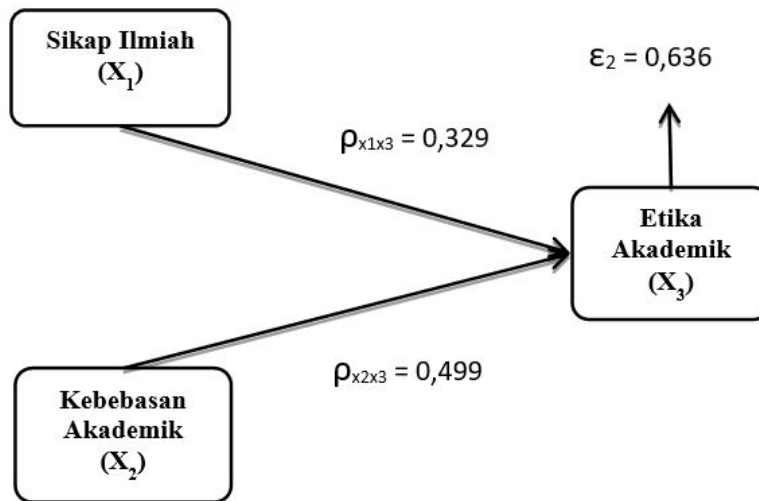 Sikap Ilmiah
(X₁)
ε₂ = 0,636
ρₓ₁ₓ₃ = 0,329
Etika
Akademik
(X₃)
ρₓ₂ₓ₃ = 0,499
Kebebasan
Akademik
(X₂)